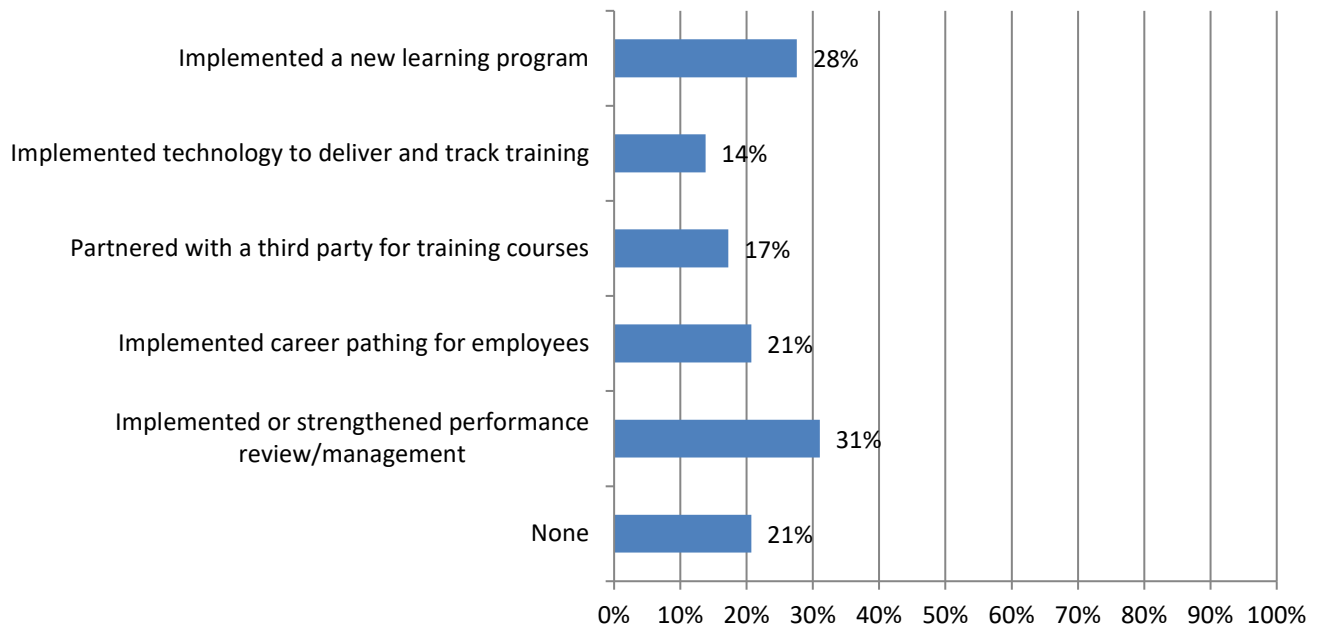 Implemented a new learning program
28%
Implemented technology to deliver and track training
14%
Partnered with a third party for training courses
17%
Implemented career pathing for employees
21%
Implemented or strengthened performance
review/management
31%
None
21%
0% 10% 20% 30% 40% 50% 60% 70% 80% 90% 100%